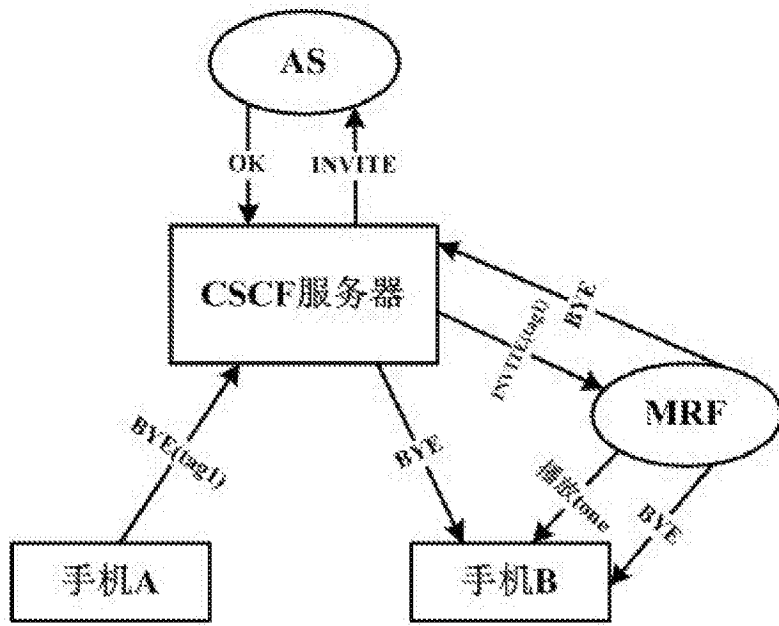 AS
OK
INVITE
CSCF服务器
BYE
INVITE(tag1)
MRF
BYE(tag1)
BYE
播放tone
BYE
手机A
手机B